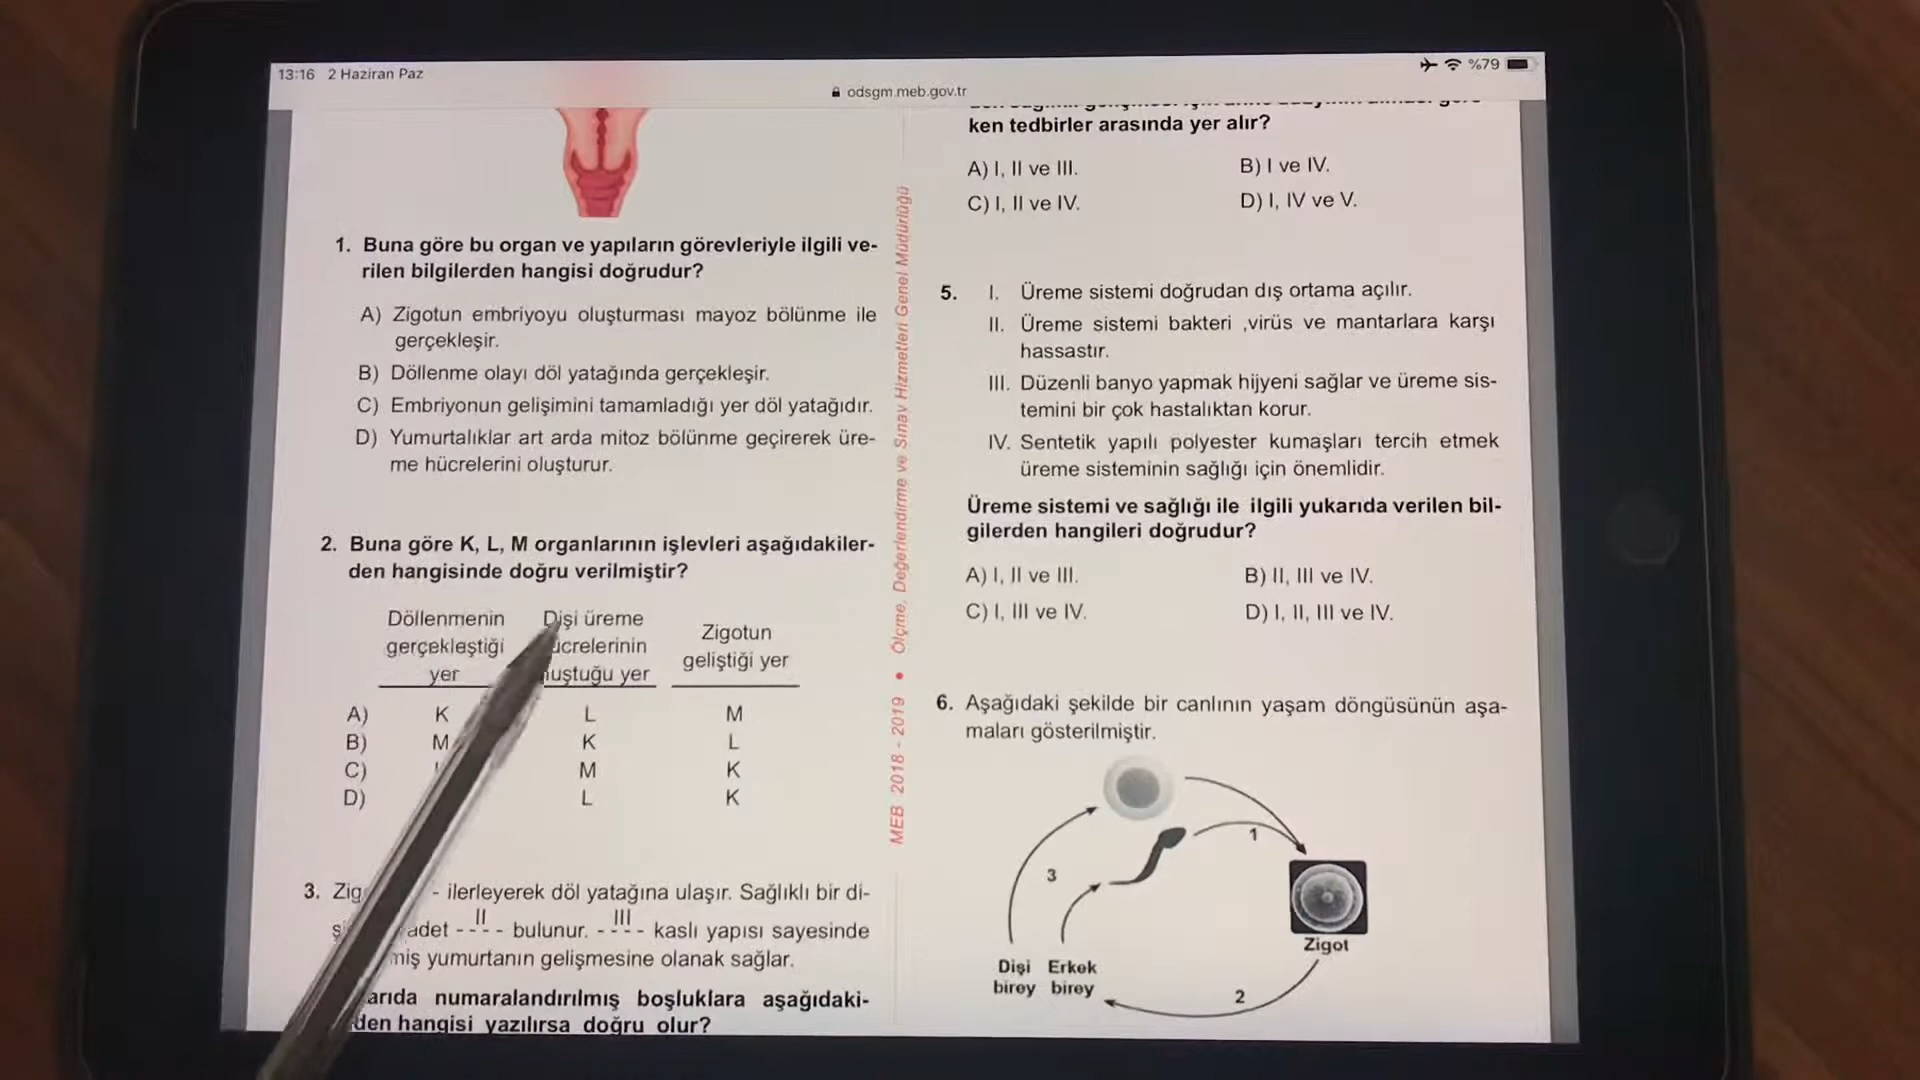 13:16 2 Haziran Paz
%79
odsgm.meb.gov.tr
1. Buna göre bu organ ve yapıların görevleriyle ilgili ve-
rilen bilgilerden hangisi doğrudur?
A) Zigotun embriyoyu oluşturması mayoz bölünme ile
gerçekleşir.
B) Döllenme olayı döl yatağında gerçekleşir.
C) Embriyonun gelişimini tamamladığı yer döl yatağıdır.
D) Yumurtalıklar art arda mitoz bölünme geçirerek üre-
me hücrelerini oluşturur.
2. Buna göre K, L, M organlarının işlevleri aşağıdakiler-
den hangisinde doğru verilmiştir?
Döllenmenin
gerçekleştiği
yer
Dişi üreme
Zigotun
geliştiği yer
yer
A) K L M
B) M K L
C) M K
D) L K
3. - ilerleyerek döl yatağına ulaşır. Sağlıklı bir di-
II III
---- bulunur. ---- kaslı yapısı sayesinde
yumurtanın gelişmesine olanak sağlar.
numaralandırılmış boşluklara aşağıdaki-
hangisi yazılırsa doğru olur?
MEB 2018 - 2019 • Ölçme, Değerlendirme ve Sınav Hizmetleri Genel Müdürlüğü
ken tedbirler arasında yer alır?
A) I, II ve III. B) I ve IV.
C) I, II ve IV. D) I, IV ve V.
5. I. Üreme sistemi doğrudan dış ortama açılır.
II. Üreme sistemi bakteri ,virüs ve mantarlara karşı
hassastır.
III. Düzenli banyo yapmak hijyeni sağlar ve üreme sis-
temini bir çok hastalıktan korur.
IV. Sentetik yapılı polyester kumaşları tercih etmek
üreme sisteminin sağlığı için önemlidir.
Üreme sistemi ve sağlığı ile ilgili yukarıda verilen bil-
gilerden hangileri doğrudur?
A) I, II ve III. B) II, III ve IV.
C) I, III ve IV. D) I, II, III ve IV.
6. Aşağıdaki şekilde bir canlının yaşam döngüsünün aşa-
maları gösterilmiştir.
1
3
Zigot
Dişi Erkek
birey birey
2